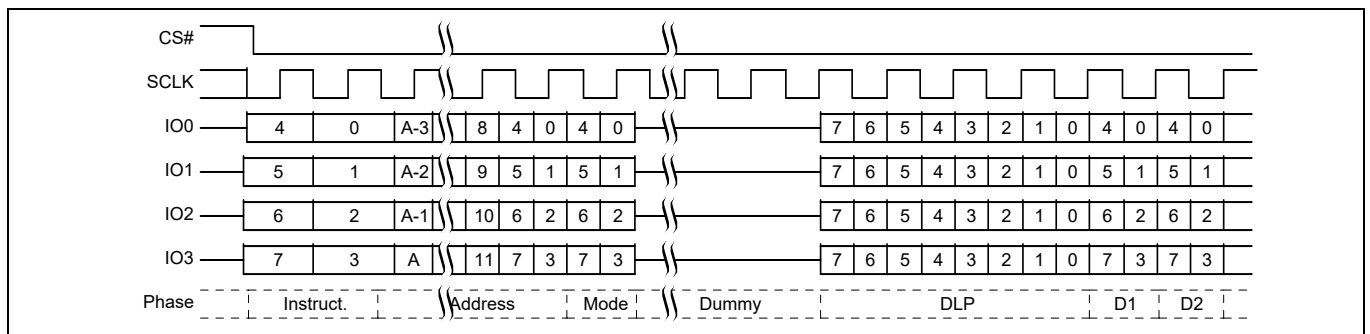 CS#
SCLK
IO0 4 0 A-3 8 4 0 4 0 7 6 5 4 3 2 1 0 4 0 4 0
IO1 5 1 A-2 9 5 1 5 1 7 6 5 4 3 2 1 0 5 1 5 1
IO2 6 2 A-1 10 6 2 6 2 7 6 5 4 3 2 1 0 6 2 6 2
IO3 7 3 A 11 7 3 7 3 7 6 5 4 3 2 1 0 7 3 7 3
Phase Instruct. Address Mode Dummy DLP D1 D2